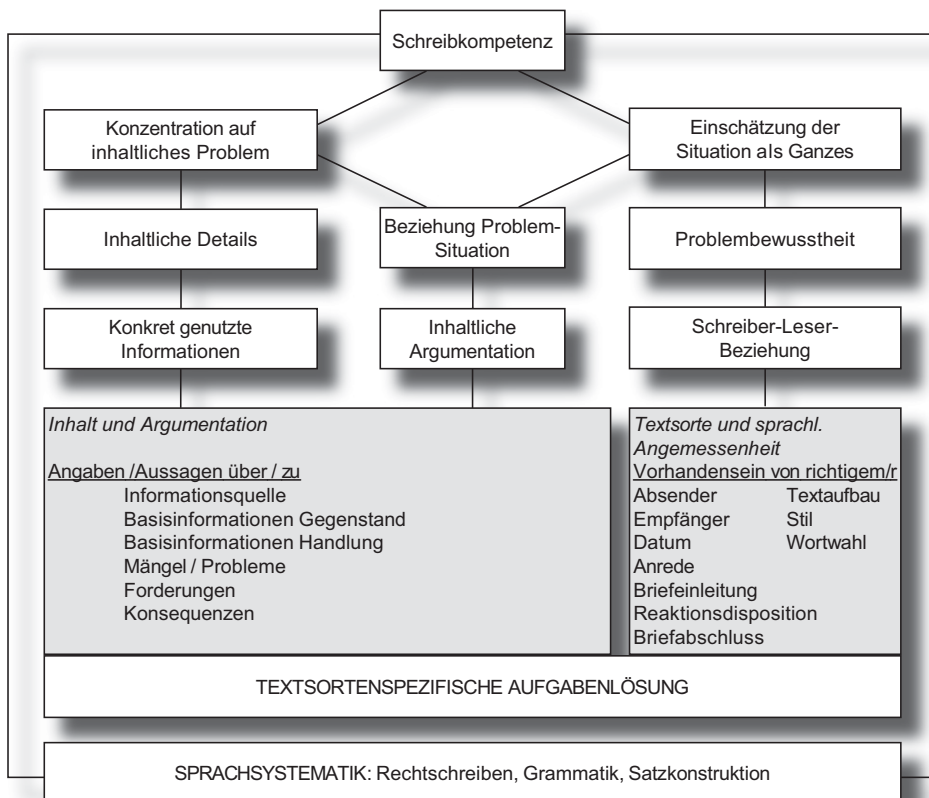 Schreibkompetenz
Konzentration auf
inhaltliches Problem
Einschätzung der
Situation als Ganzes
Inhaltliche Details
Beziehung Problem-
Situation
Problembewusstheit
Konkret genutzte
Informationen
Inhaltliche
Argumentation
Schreiber-Leser-
Beziehung
Inhalt und Argumentation
Angaben /Aussagen über / zu
Informationsquelle
Basisinformationen Gegenstand
Basisinformationen Handlung
Mängel / Probleme
Forderungen
Konsequenzen
Textsorte und sprachl.
Angemessenheit
Vorhandensein von richtigem/r
Absender Textaufbau
Empfänger Stil
Datum Wortwahl
Anrede
Briefeinleitung
Reaktionsdisposition
Briefabschluss
TEXTSORTENSPEZIFISCHE AUFGABENLÖSUNG
SPRACHSYSTEMATIK: Rechtschreiben, Grammatik, Satzkonstruktion